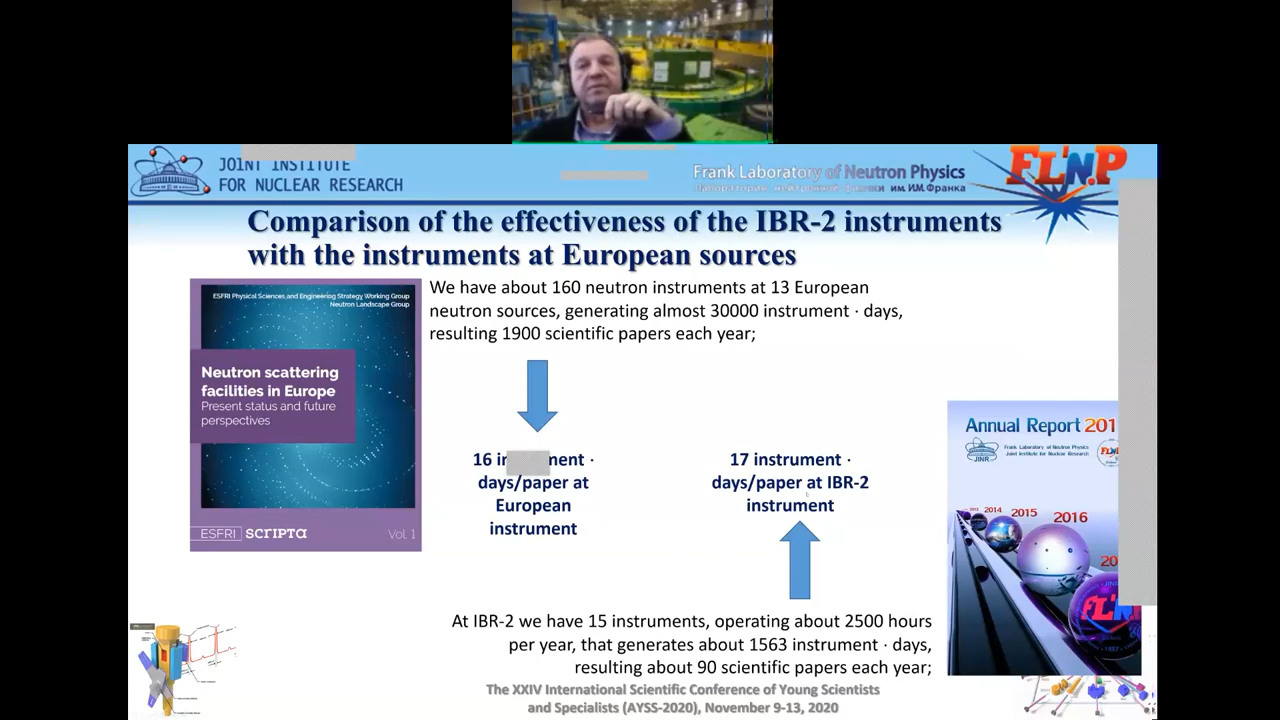 JOINT INSTITUTE
FOR NUCLEAR RESEARCH
Frank Laboratory of Neutron Physics
Лаборатория нейтронной физики им. И.М. Франка
FLNP
Comparison of the effectiveness of the IBR-2 instruments
with the instruments at European sources
ESFRI Physical Sciences and Engineering Strategy Working Group
Neutron Landscape Group
Neutron scattering
facilities in Europe
Present status and future
perspectives
ESFRI SCRIPTA Vol. 1
We have about 160 neutron instruments at 13 European
neutron sources, generating almost 30000 instrument · days,
resulting 1900 scientific papers each year;
16 in ment ·
days/paper at
European
instrument
17 instrument ·
days/paper at IBR-2
instrument
Annual Report 201
Frank Laboratory of Neutron Physics
Joint Institute for Nuclear Research
JINR
2014 2015 2016
20
At IBR-2 we have 15 instruments, operating about 2500 hours
per year, that generates about 1563 instrument · days,
resulting about 90 scientific papers each year;
The XXIV International Scientific Conference of Young Scientists
and Specialists (AYSS-2020), November 9-13, 2020